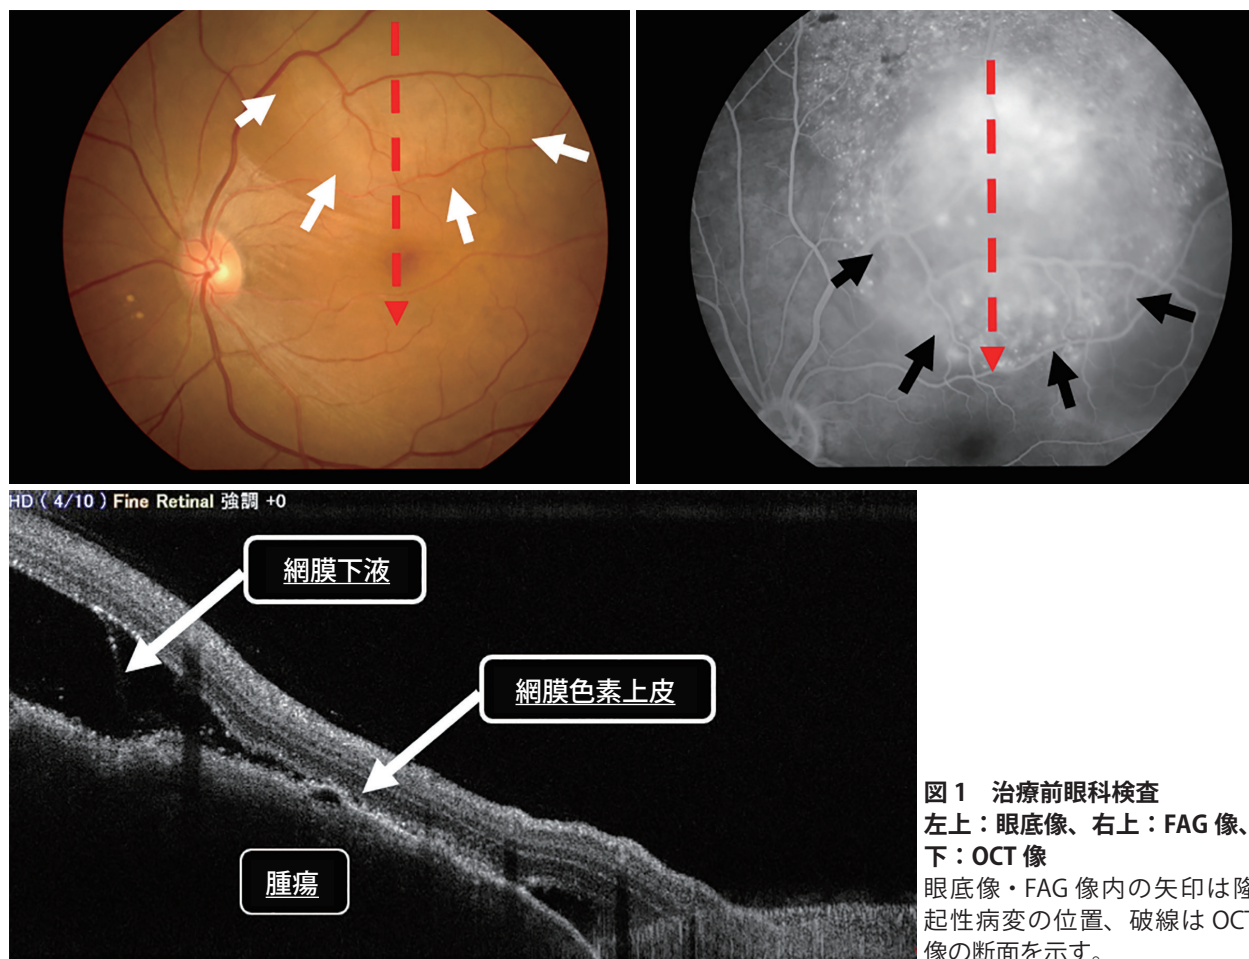 HD ( 4/10 ) Fine Retinal 強調 +0
網膜下液
網膜色素上皮
腫瘍
図 1　治療前眼科検査
左上：眼底像、右上：FAG 像、
下：OCT 像
眼底像・FAG 像内の矢印は隆
起性病変の位置、破線は OCT
像の断面を示す。